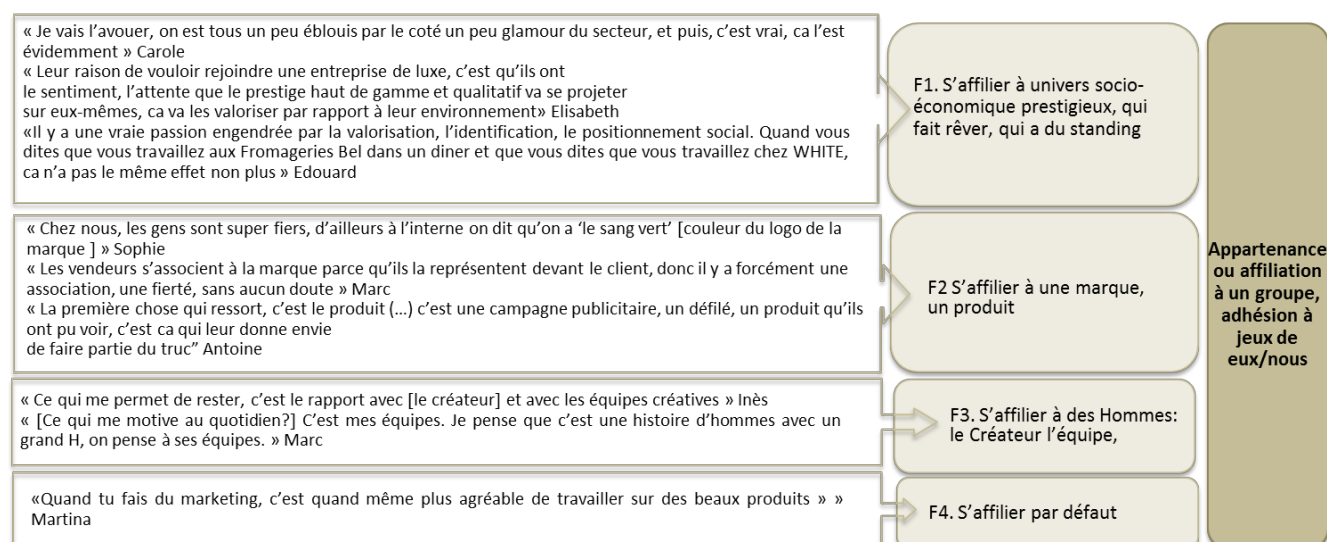 « Je vais l’avouer, on est tous un peu éblouis par le coté un peu glamour du secteur, et puis, c’est vrai, ca l’est
évidemment » Carole
« Leur raison de vouloir rejoindre une entreprise de luxe, c’est qu’ils ont
le sentiment, l’attente que le prestige haut de gamme et qualitatif va se projeter
sur eux-mêmes, ca va les valoriser par rapport à leur environnement» Elisabeth
«Il y a une vraie passion engendrée par la valorisation, l’identification, le positionnement social. Quand vous
dites que vous travaillez aux Fromageries Bel dans un diner et que vous dites que vous travaillez chez WHITE,
ca n’a pas le même effet non plus » Edouard
F1. S’affilier à univers socio-
économique prestigieux, qui
fait rêver, qui a du standing
« Chez nous, les gens sont super fiers, d’ailleurs à l’interne on dit qu’on a ‘le sang vert’ [couleur du logo de la
marque ] » Sophie
« Les vendeurs s’associent à la marque parce qu’ils la représentent devant le client, donc il y a forcément une
association, une fierté, sans aucun doute » Marc
« La première chose qui ressort, c’est le produit (...) c’est une campagne publicitaire, un défilé, un produit qu’ils
ont pu voir, c’est ca qui leur donne envie
de faire partie du truc” Antoine
F2 S’affilier à une marque,
un produit
« Ce qui me permet de rester, c’est le rapport avec [le créateur] et avec les équipes créatives » Inès
« [Ce qui me motive au quotidien?] C’est mes équipes. Je pense que c’est une histoire d’hommes avec un
grand H, on pense à ses équipes. » Marc
F3. S’affilier à des Hommes:
le Créateur l’équipe,
«Quand tu fais du marketing, c’est quand même plus agréable de travailler sur des beaux produits » »
Martina
F4. S’affilier par défaut
Appartenance
ou affiliation
à un groupe,
adhésion à
jeux de
eux/nous